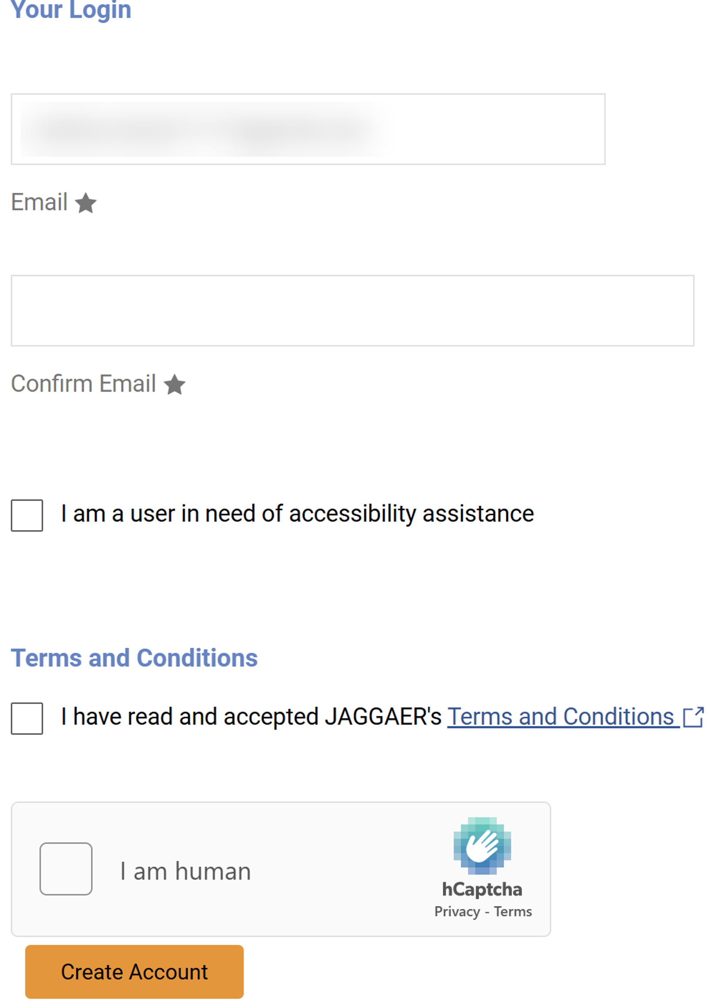 Your Login
Email ★
Confirm Email ★
I am a user in need of accessibility assistance
Terms and Conditions
I have read and accepted JAGGAER's Terms and Conditions
I am human
hCaptcha
Privacy - Terms
Create Account